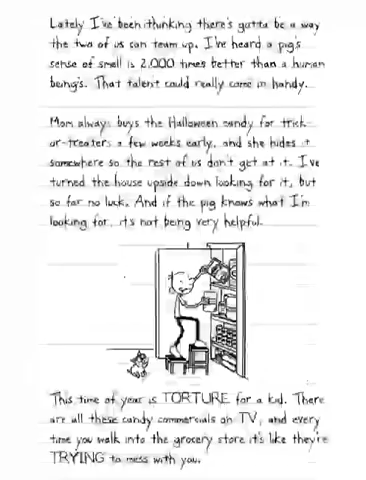 Lately I've been thinking there's gotta be a way
the two of us can team up. I've heard a pig's
sense of smell is 2,000 times better than a human
being's. That talent could really come in handy.
Mom always buys the Halloween candy for trick-
or-treaters a few weeks early, and she hides it
somewhere so the rest of us don't get at it. I've
turned the house upside down looking for it, but
so far no luck. And if the pig knows what I'm
looking for, it's not being very helpful.
This time of year is TORTURE for a kid. There
are all these candy commercials on TV, and every
time you walk into the grocery store it's like they're
TRYING to mess with you.